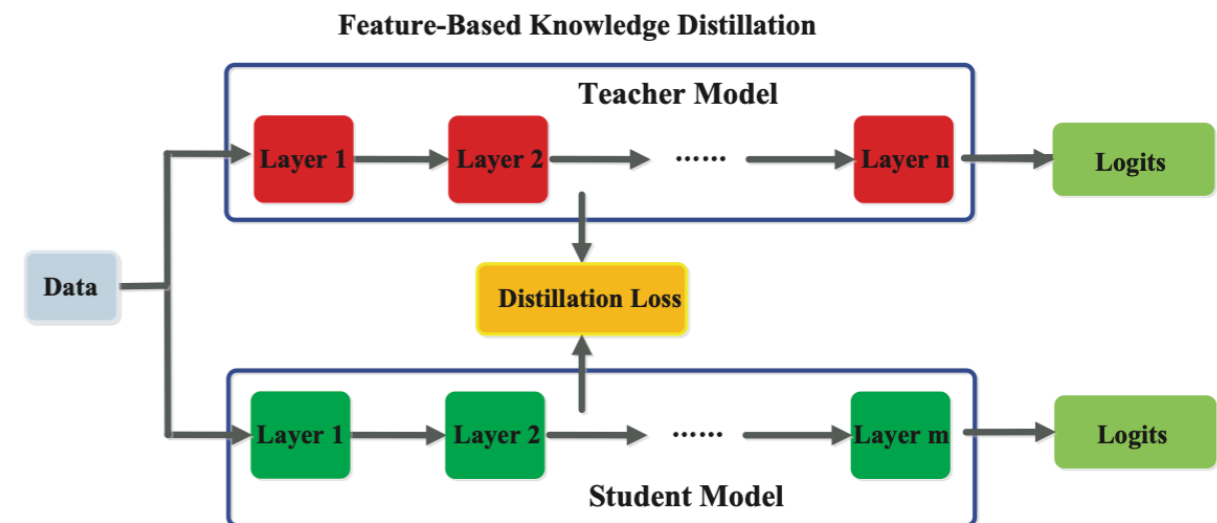 Feature-Based Knowledge Distillation
Teacher Model
Layer 1
Layer 2
......
Layer n
Logits
Data
Distillation Loss
Layer 1
Layer 2
......
Layer m
Logits
Student Model